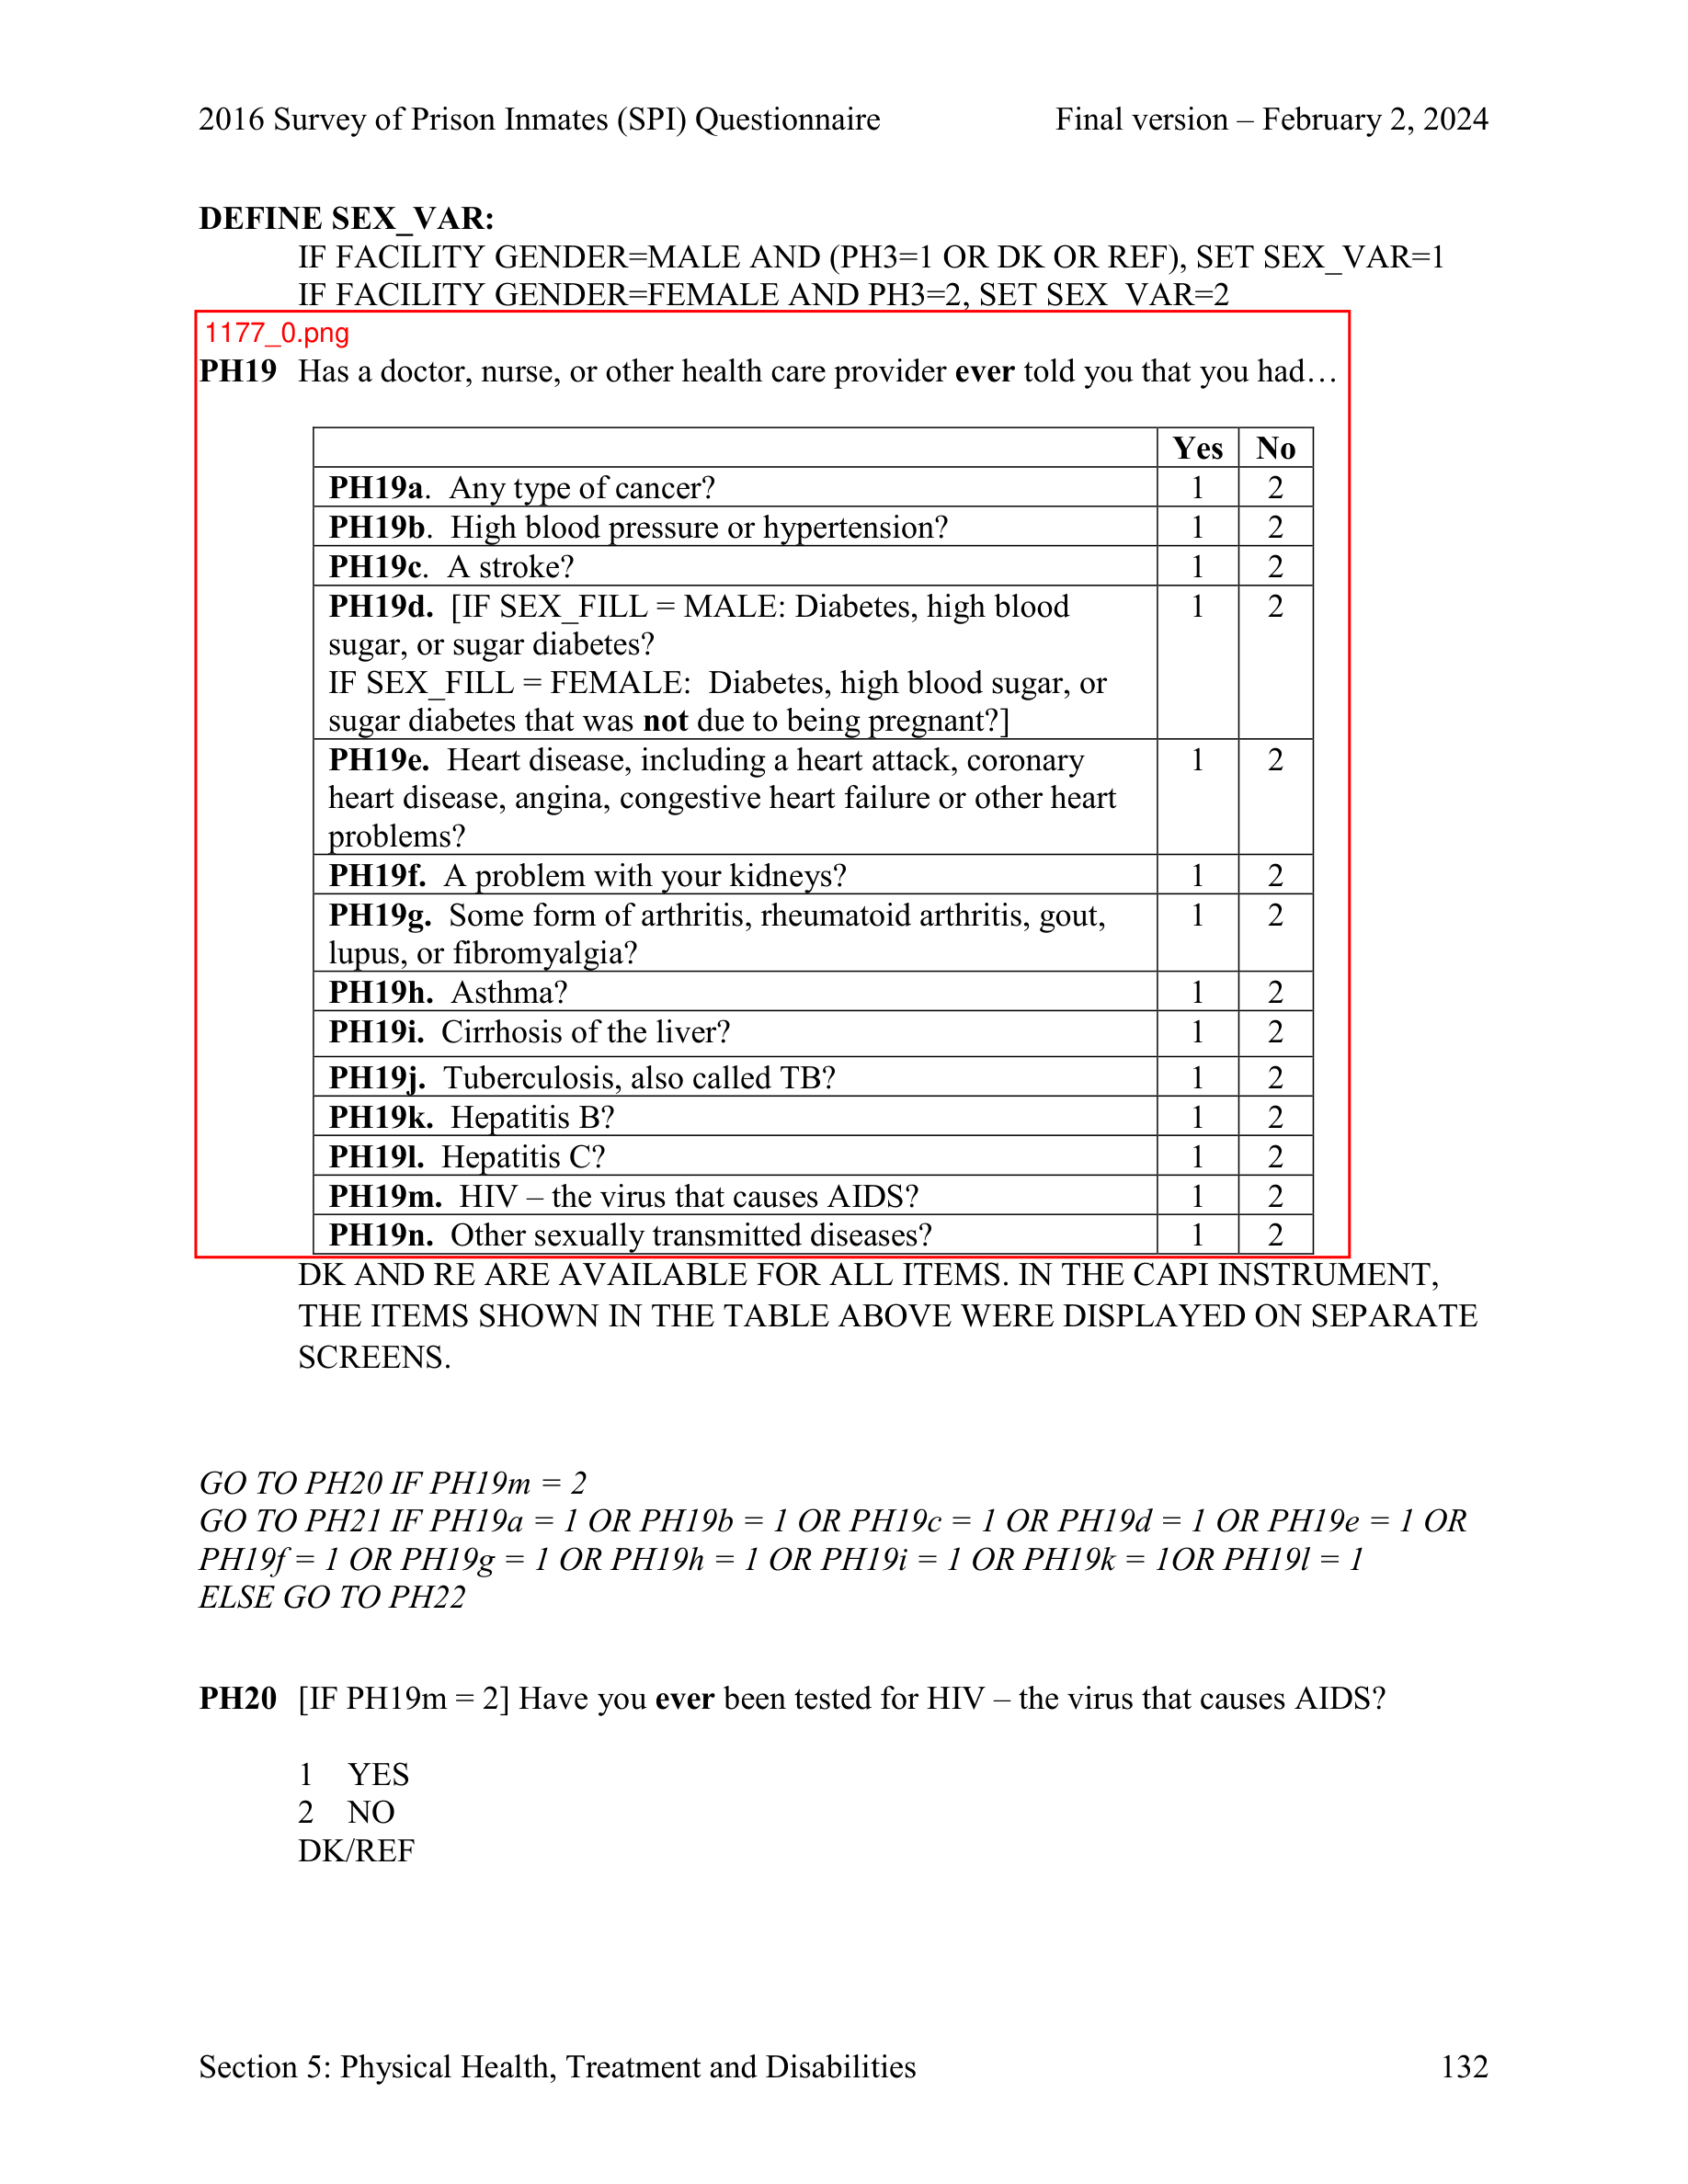 2016 Survey of Prison Inmates (SPI) Questionnaire Final version – February 2, 2024
DEFINE SEX_VAR:
IF FACILITY GENDER=MALE AND (PH3=1 OR DK OR REF), SET SEX_VAR=1
IF FACILITY GENDER=FEMALE AND PH3=2, SET SEX_VAR=2
1177_0.png
PH19 Has a doctor, nurse, or other health care provider ever told you that you had…
Yes No
PH19a. Any type of cancer? 1 2
PH19b. High blood pressure or hypertension? 1 2
PH19c. A stroke? 1 2
PH19d. [IF SEX_FILL = MALE: Diabetes, high blood 1 2
sugar, or sugar diabetes?
IF SEX_FILL = FEMALE: Diabetes, high blood sugar, or
sugar diabetes that was not due to being pregnant?]
PH19e. Heart disease, including a heart attack, coronary 1 2
heart disease, angina, congestive heart failure or other heart
problems?
PH19f. A problem with your kidneys? 1 2
PH19g. Some form of arthritis, rheumatoid arthritis, gout, 1 2
lupus, or fibromyalgia?
PH19h. Asthma? 1 2
PH19i. Cirrhosis of the liver? 1 2
PH19j. Tuberculosis, also called TB? 1 2
PH19k. Hepatitis B? 1 2
PH19l. Hepatitis C? 1 2
PH19m. HIV – the virus that causes AIDS? 1 2
PH19n. Other sexually transmitted diseases? 1 2
DK AND RE ARE AVAILABLE FOR ALL ITEMS. IN THE CAPI INSTRUMENT,
THE ITEMS SHOWN IN THE TABLE ABOVE WERE DISPLAYED ON SEPARATE
SCREENS.
GO TO PH20 IF PH19m = 2
GO TO PH21 IF PH19a = 1 OR PH19b = 1 OR PH19c = 1 OR PH19d = 1 OR PH19e = 1 OR
PH19f = 1 OR PH19g = 1 OR PH19h = 1 OR PH19i = 1 OR PH19k = 1OR PH19l = 1
ELSE GO TO PH22
PH20 [IF PH19m = 2] Have you ever been tested for HIV – the virus that causes AIDS?
1 YES
2 NO
DK/REF
Section 5: Physical Health, Treatment and Disabilities 132